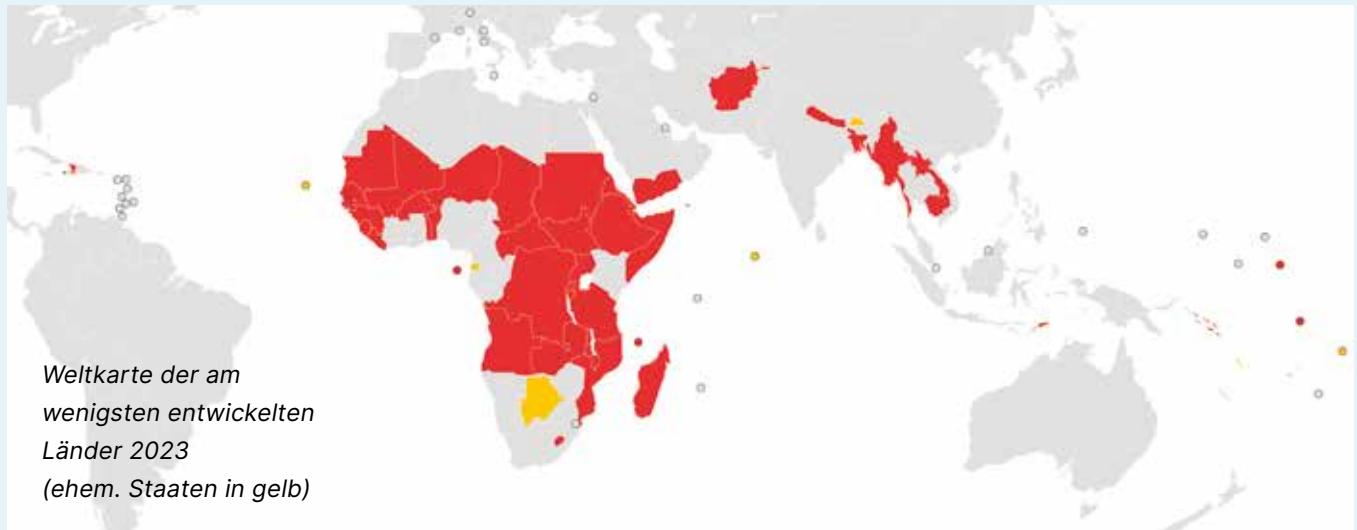 Weltkarte der am
wenigsten entwickelten
Länder 2023
(ehem. Staaten in gelb)